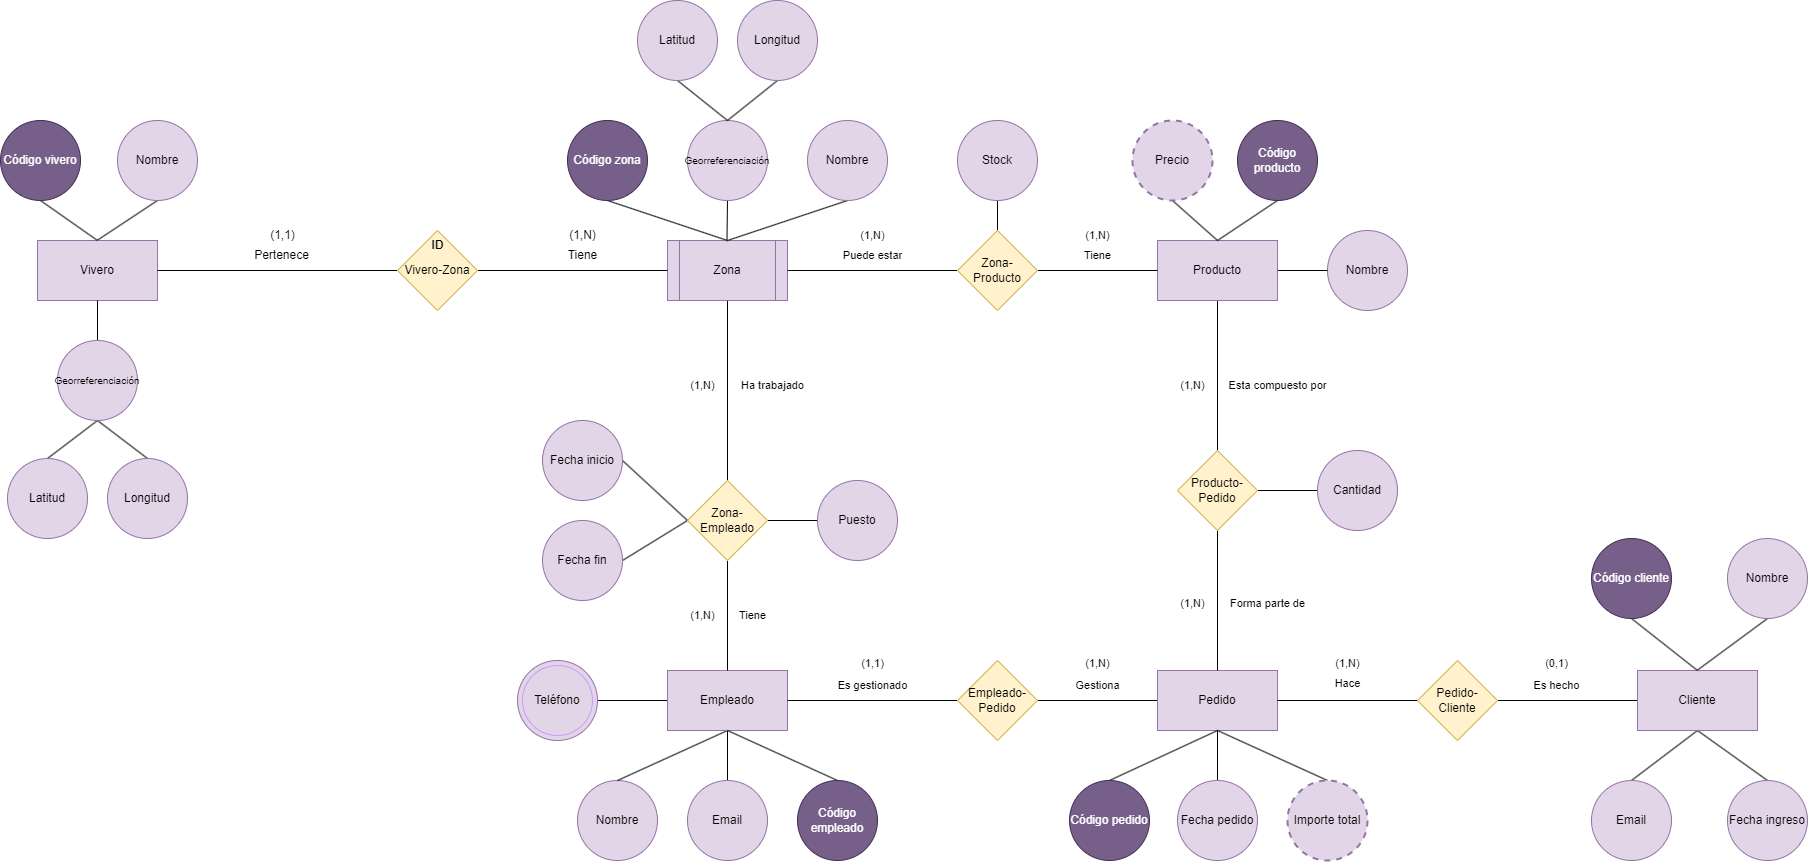 Latitud
Longitud
Código vivero
Nombre
Código zona
Georreferenciación
Nombre
Stock
Precio
Código
producto
(1,1)
Pertenece
ID
Vivero-Zona
(1,N)
Tiene
(1,N)
Puede estar
Zona-
Producto
(1,N)
Tiene
Vivero
Zona
Producto
Nombre
Georreferenciación
Latitud
Longitud
(1,N)
Ha trabajado
(1,N)
Esta compuesto por
Fecha inicio
Fecha fin
Zona-
Empleado
Puesto
Producto-
Pedido
Cantidad
(1,N)
Tiene
(1,N)
Forma parte de
Código cliente
Nombre
Teléfono
Empleado
(1,1)
Es gestionado
Empleado-
Pedido
(1,N)
Gestiona
Pedido
(1,N)
Hace
Pedido-
Cliente
(0,1)
Es hecho
Cliente
Nombre
Email
Código
empleado
Código pedido
Fecha pedido
Importe total
Email
Fecha ingreso